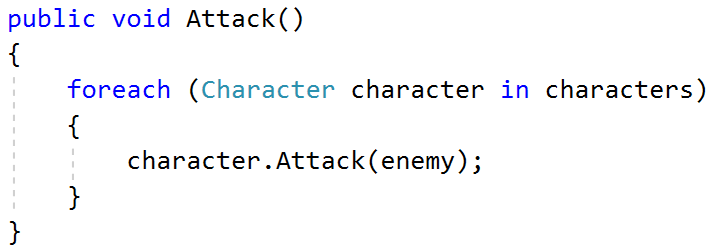 public void Attack()
{
    foreach (Character character in characters)
    {
        character.Attack(enemy);
    }
}